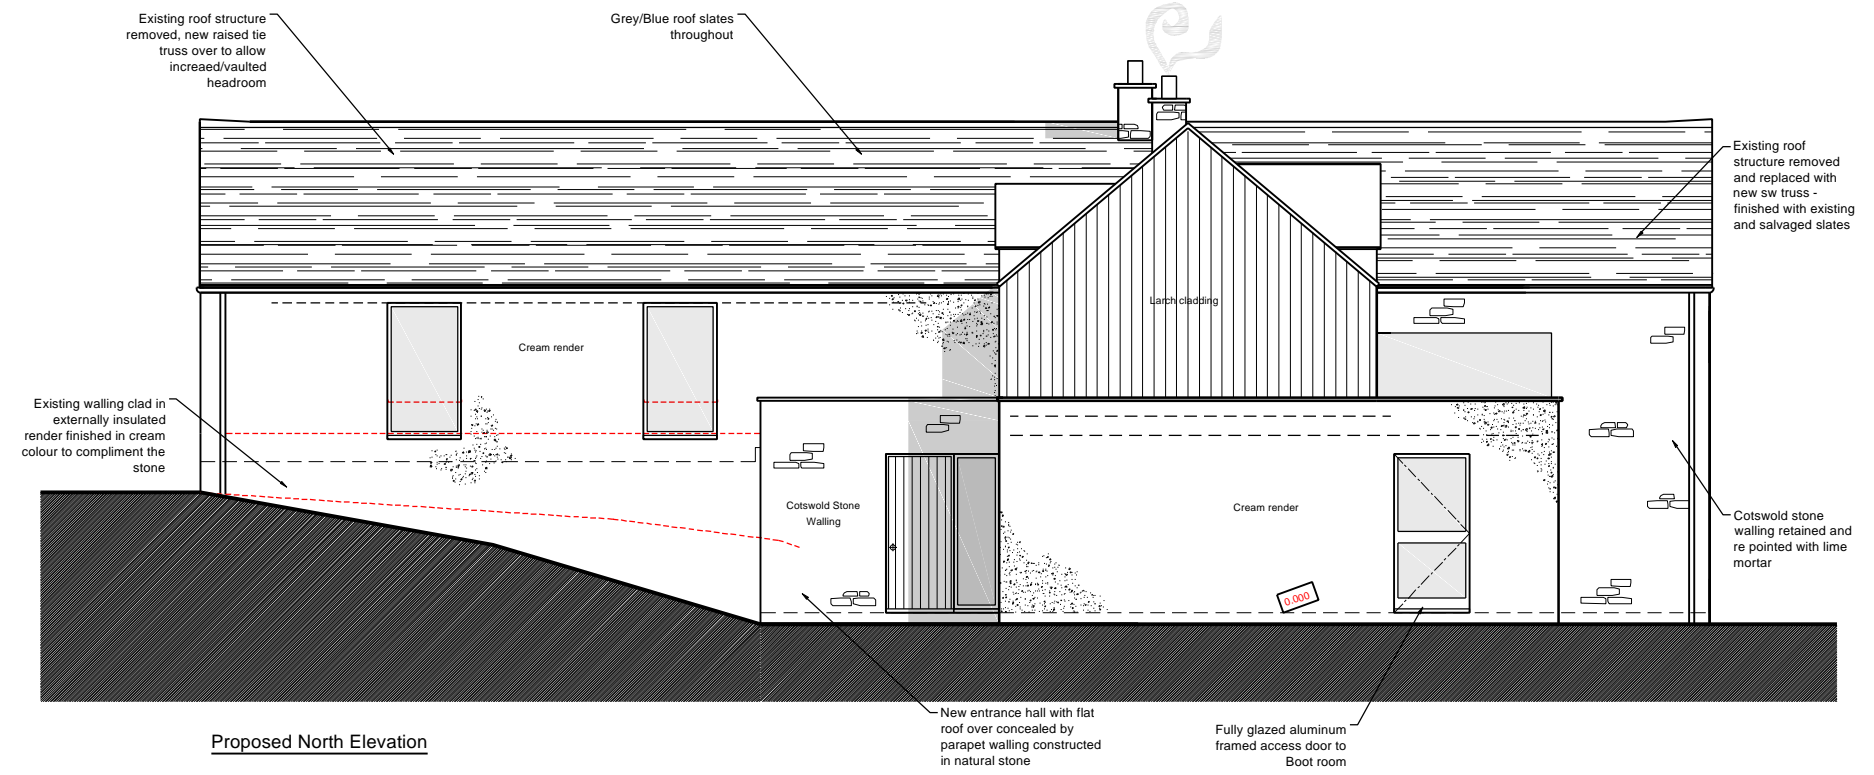 Existing roof structure
removed, new raised tie
truss over to allow
increaed/vaulted
headroom
Grey/Blue roof slates
throughout
Existing roof
structure removed
and replaced with
new sw truss -
finished with existing
and salvaged slates
Larch cladding
Cream render
Existing walling clad in
externally insulated
render finished in cream
colour to compliment the
stone
Cotswold Stone
Walling
Cream render
Cotswold stone
walling retained and
re pointed with lime
mortar
0.000
New entrance hall with flat
roof over concealed by
parapet walling constructed
in natural stone
Fully glazed aluminum
framed access door to
Boot room
Proposed North Elevation